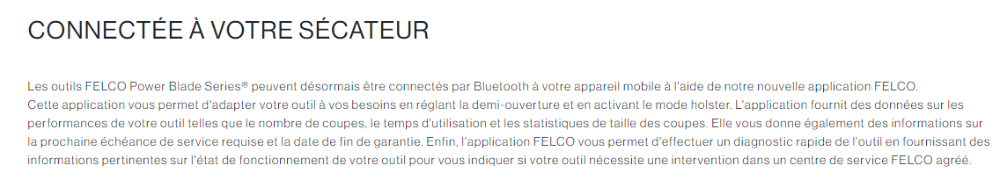 CONNECTÉE À VOTRE SÉCATEUR
Les outils FELCO Power Blade Series® peuvent désormais être connectés par Bluetooth à votre appareil mobile à l'aide de notre nouvelle application FELCO.
Cette application vous permet d'adapter votre outil à vos besoins en réglant la demi-ouverture et en activant le mode holster. L'application fournit des données sur les
performances de votre outil telles que le nombre de coupes, le temps d'utilisation et les statistiques de taille des coupes. Elle vous donne également des informations sur
la prochaine échéance de service requise et la date de fin de garantie. Enfin, l'application FELCO vous permet d'effectuer un diagnostic rapide de l'outil en fournissant des
informations pertinentes sur l'état de fonctionnement de votre outil pour vous indiquer si votre outil nécessite une intervention dans un centre de service FELCO agréé.